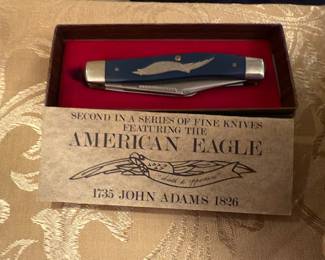 SECOND IN A SERIES OF FINE KNIVES
FEATURING THE
AMERICAN EAGLE
1735 JOHN ADAMS 1826